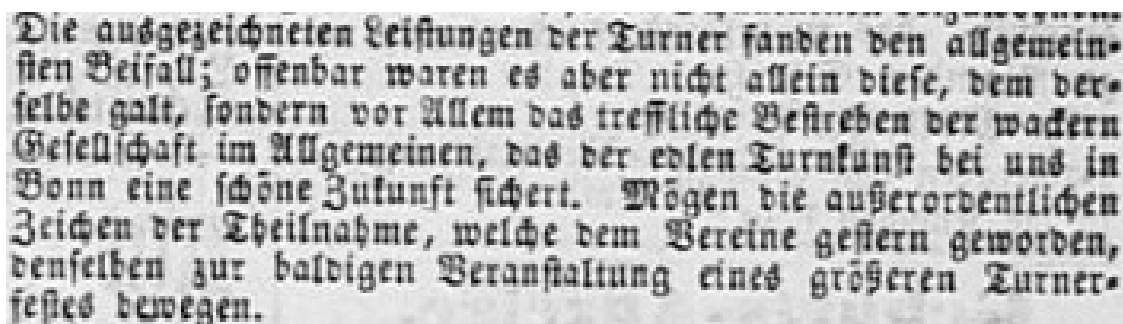 Die ausgezeichneten Leistungen der Turner fanden den allgemein-
sten Beifall; offenbar waren es aber nicht allein diese, dem der-
selbe galt, sondern vor Allem das treffliche Bestreben der wackern
Gesellschaft im Allgemeinen, das der edlen Turnkunst bei uns in
Bonn eine schöne Zukunft sichert. Mögen die außerordentlichen
Zeichen der Theilnahme, welche dem Vereine gestern geworden,
denselben zur baldigen Veranstaltung eines größeren Turner-
festes bewegen.